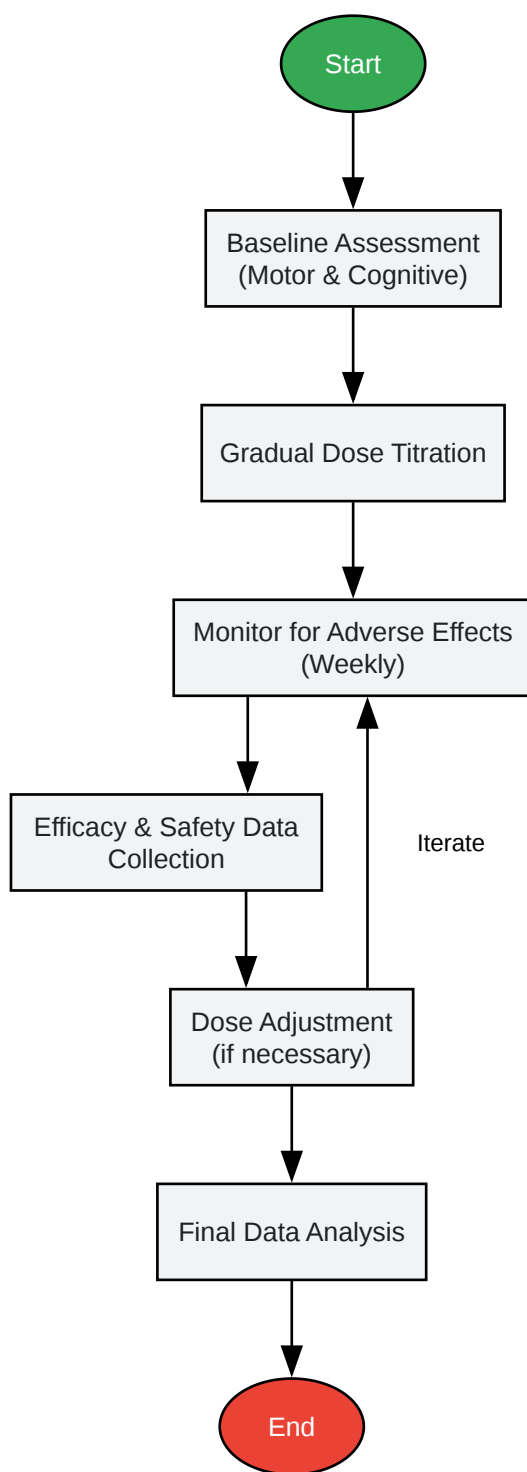 Start
Baseline Assessment
(Motor & Cognitive)
Gradual Dose Titration
Monitor for Adverse Effects
(Weekly)
Efficacy & Safety Data
Collection
Iterate
Dose Adjustment
(if necessary)
Final Data Analysis
End